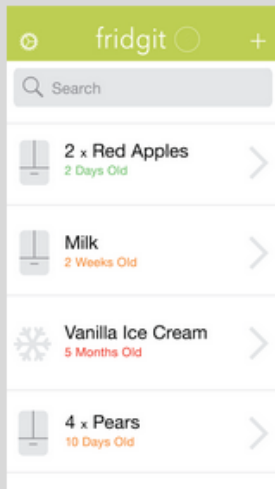 fridgit
Search
2 x Red Apples
2 Days Old
Milk
2 Weeks Old
Vanilla Ice Cream
5 Months Old
4 x Pears
10 Days Old